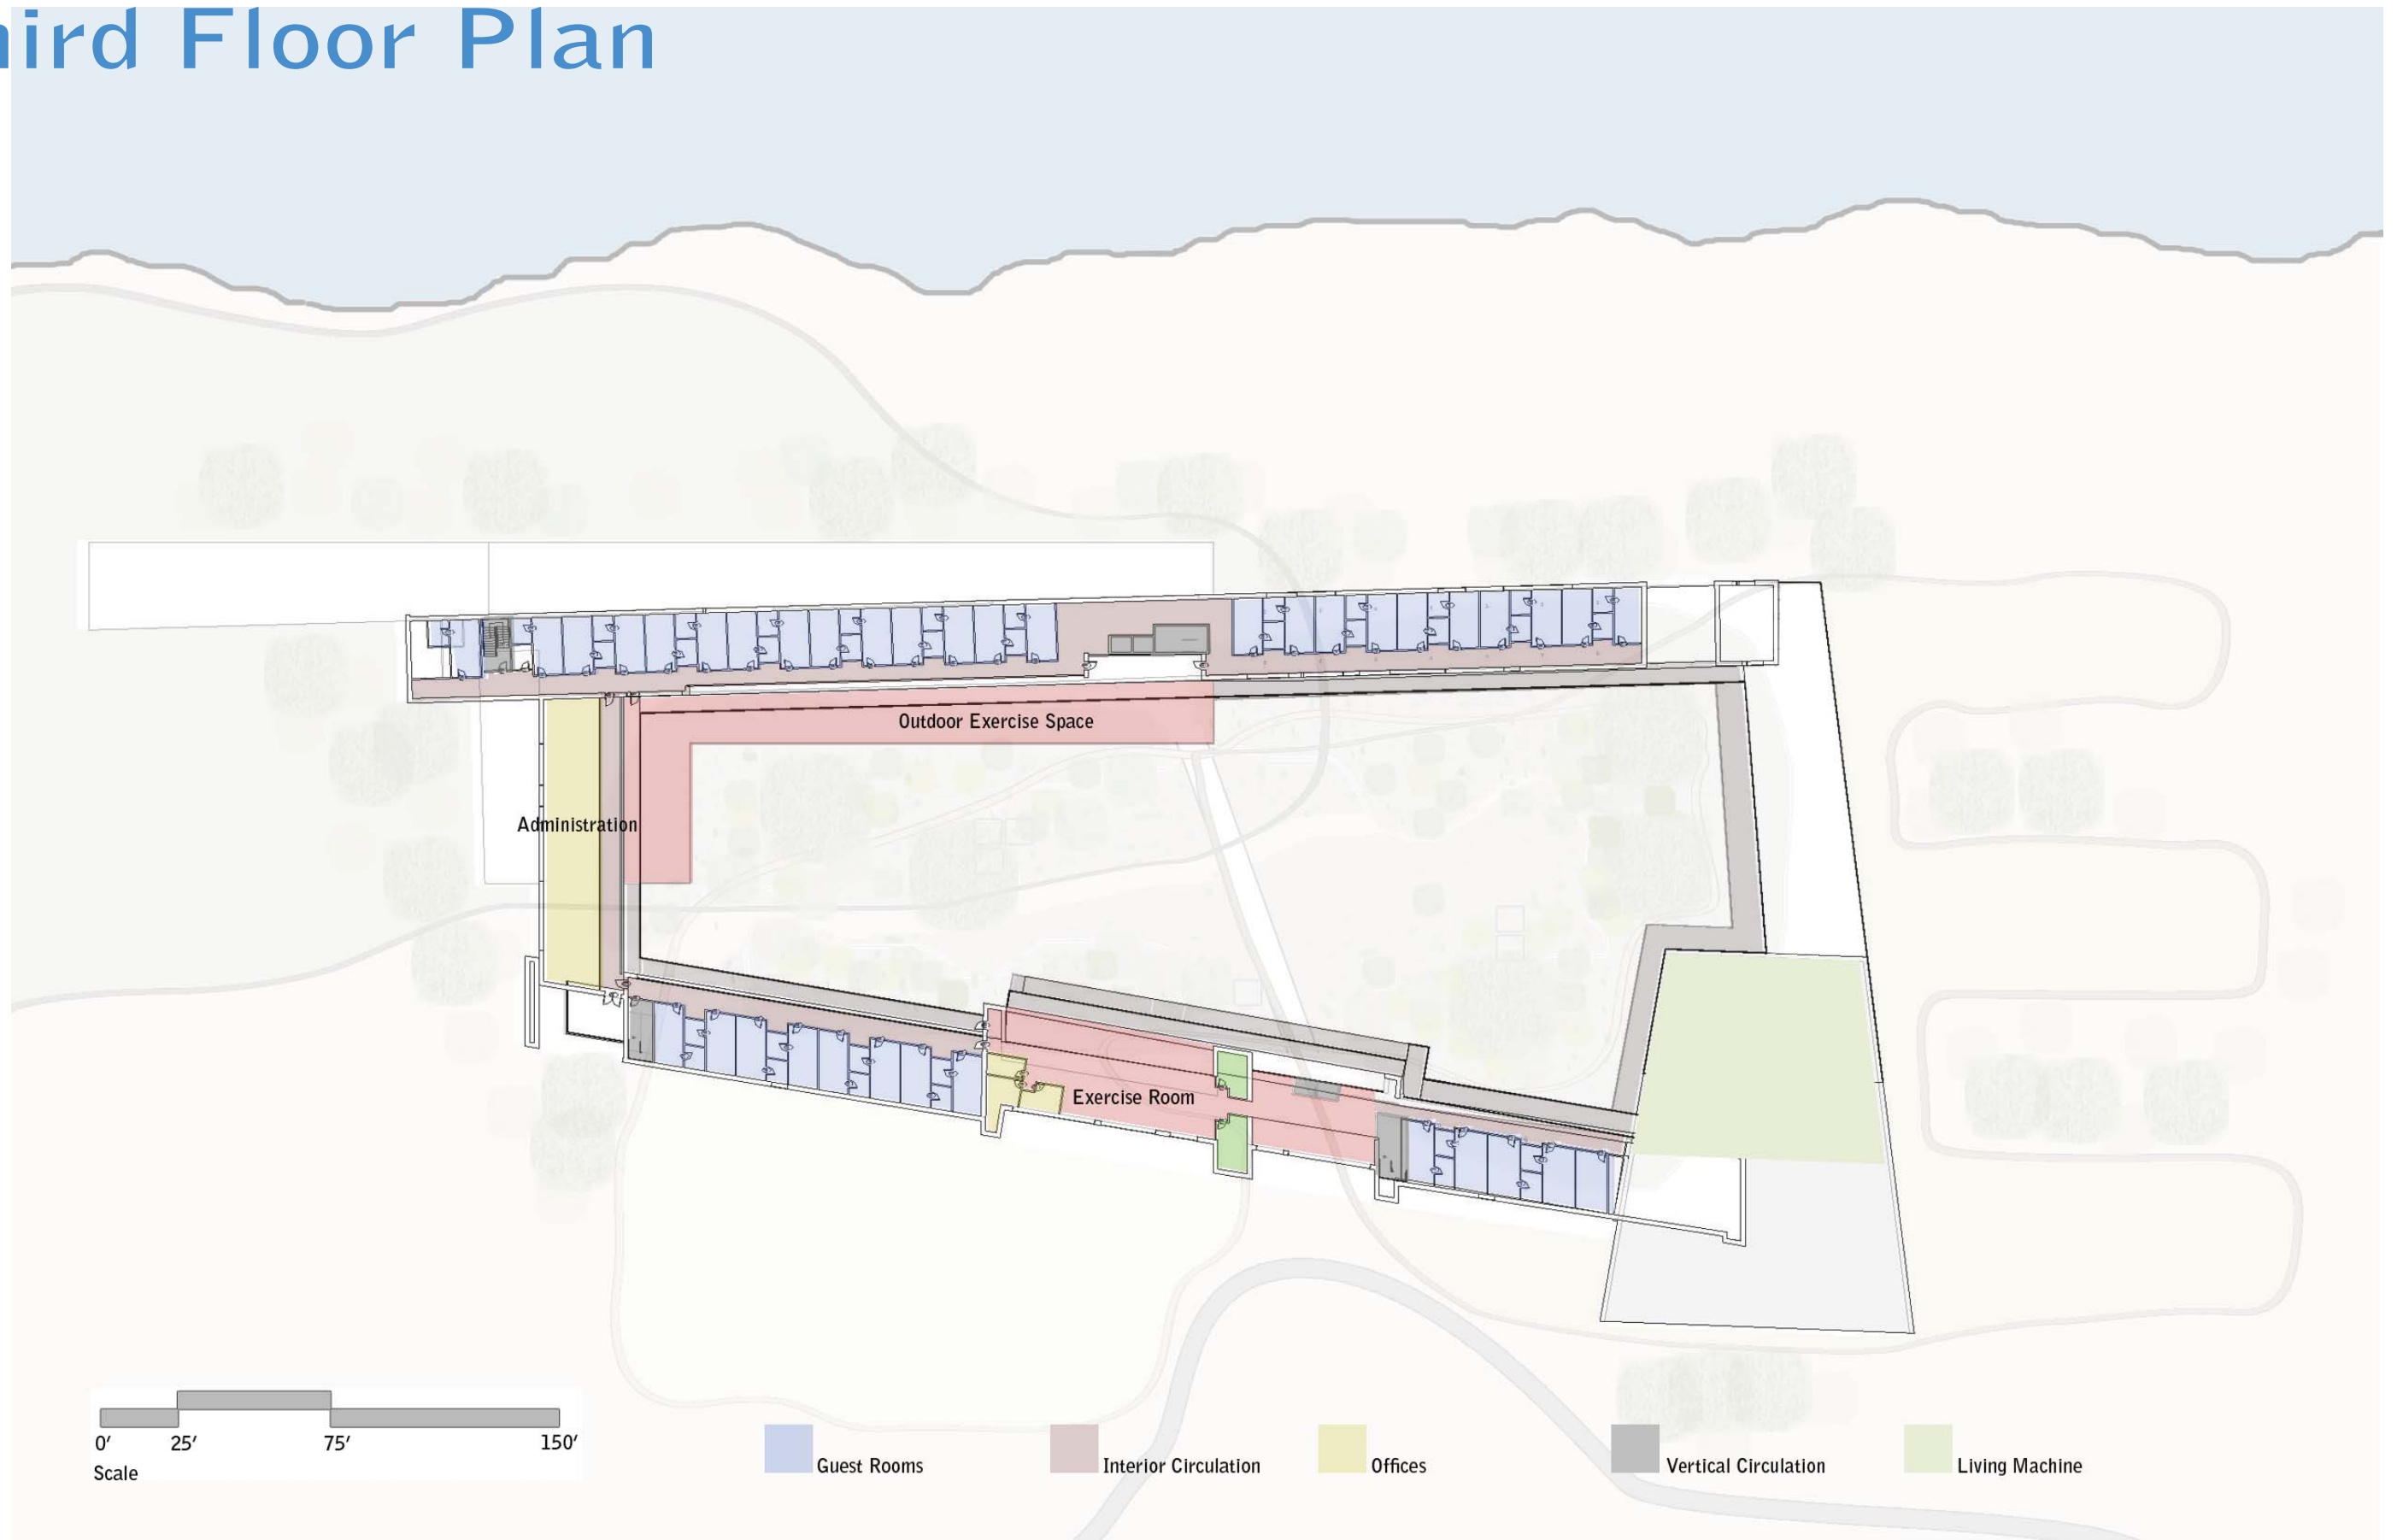 ird Floor Plan
Outdoor Exercise Space
Administration
Exercise Room
0' 25' 75' 150'
Scale
Guest Rooms
Interior Circulation
Offices
Vertical Circulation
Living Machine